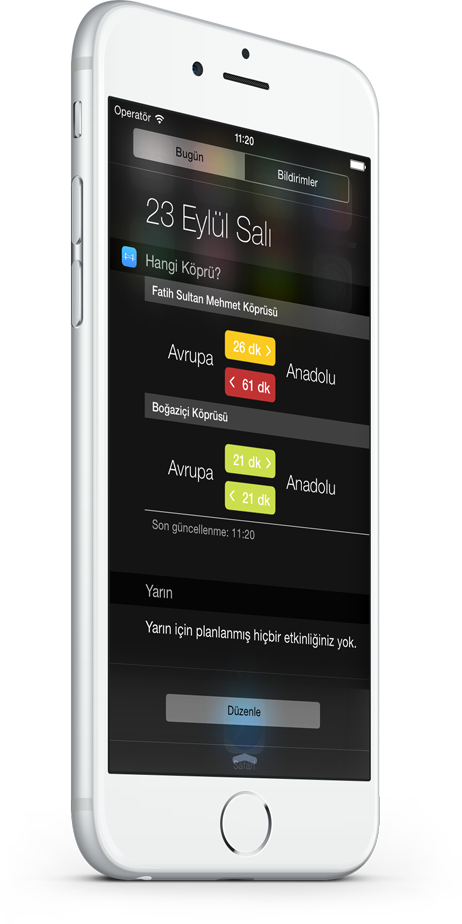 Operatör
11:20
Bugün
Bildirimler
23 Eylül Salı
Hangi Köprü?
Fatih Sultan Mehmet Köprüsü
Avrupa 26 dk > Anadolu
< 61 dk
Boğaziçi Köprüsü
Avrupa 21 dk > Anadolu
< 21 dk
Son güncellenme: 11:20
Yarın
Yarın için planlanmış hiçbir etkinliğiniz yok.
Düzenle